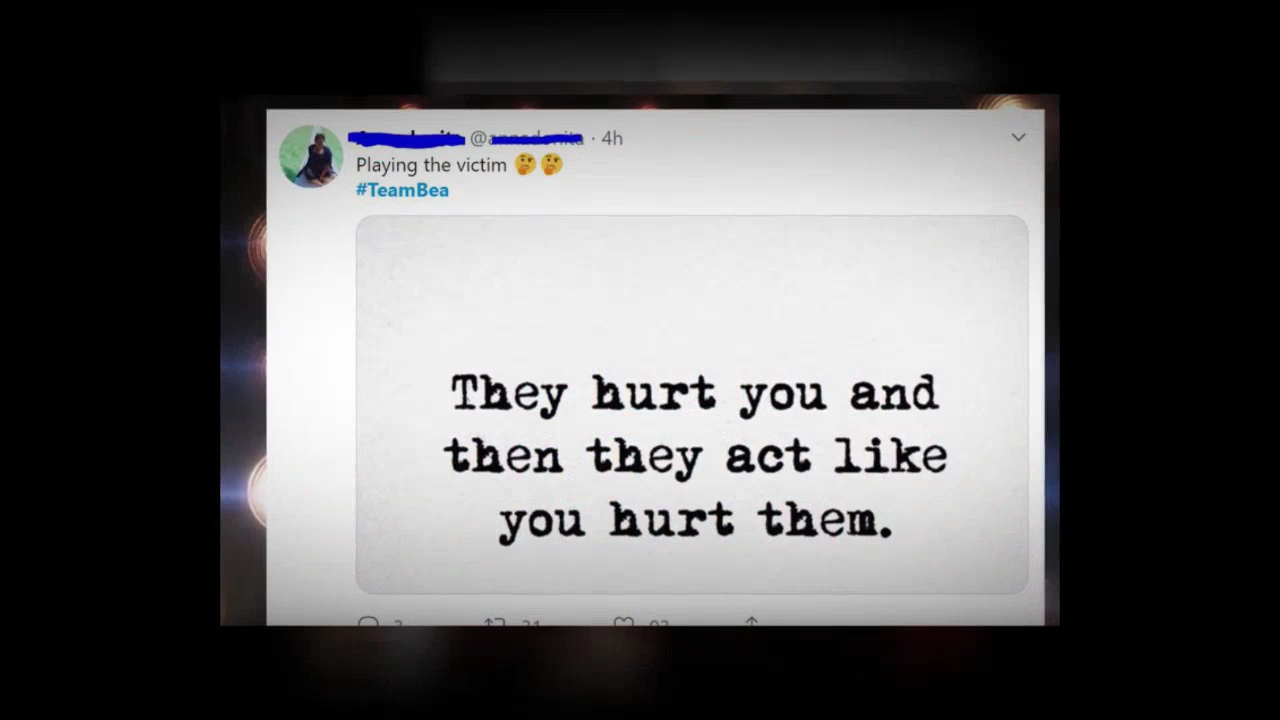 · 4h
Playing the victim 🤔🤔
#TeamBea
They hurt you and
then they act like
you hurt them.